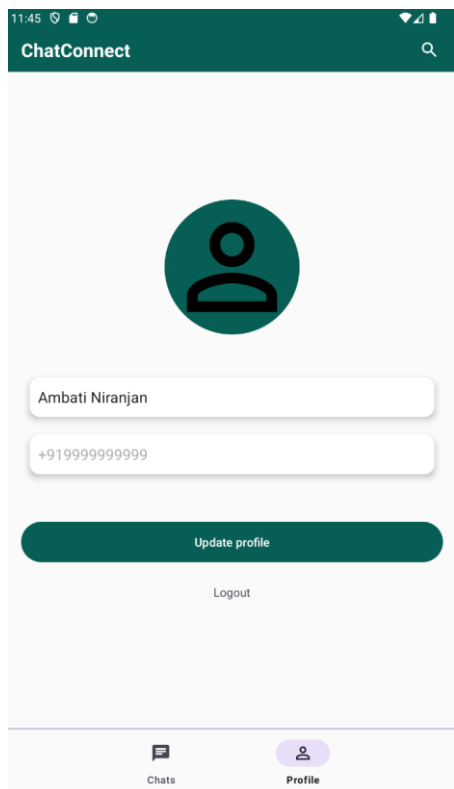 11:45
ChatConnect
Ambati Niranjan
+919999999999
Update profile
Logout
Chats
Profile